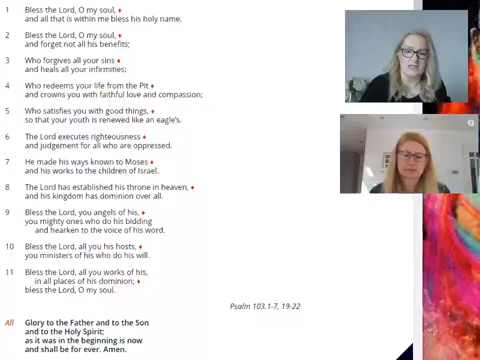 1 Bless the Lord, O my soul, ♦
and all that is within me bless his holy name.
2 Bless the Lord, O my soul, ♦
and forget not all his benefits;
3 Who forgives all your sins ♦
and heals all your infirmities;
4 Who redeems your life from the Pit ♦
and crowns you with faithful love and compassion;
5 Who satisfies you with good things, ♦
so that your youth is renewed like an eagle's.
6 The Lord executes righteousness ♦
and judgement for all who are oppressed.
7 He made his ways known to Moses ♦
and his works to the children of Israel.
8 The Lord has established his throne in heaven, ♦
and his kingdom has dominion over all.
9 Bless the Lord, you angels of his, ♦
you mighty ones who do his bidding
and hearken to the voice of his word.
10 Bless the Lord, all you his hosts, ♦
you ministers of his who do his will.
11 Bless the Lord, all you works of his,
in all places of his dominion; ♦
bless the Lord, O my soul.
Psalm 103.1-7, 19-22
All Glory to the Father and to the Son
and to the Holy Spirit;
as it was in the beginning is now
and shall be for ever. Amen.